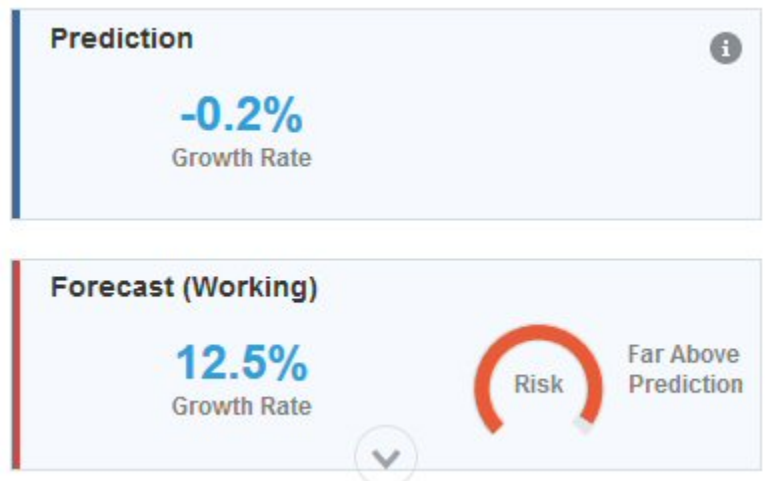 Prediction
-0.2%
Growth Rate
Forecast (Working)
12.5%
Growth Rate
Risk
Far Above
Prediction